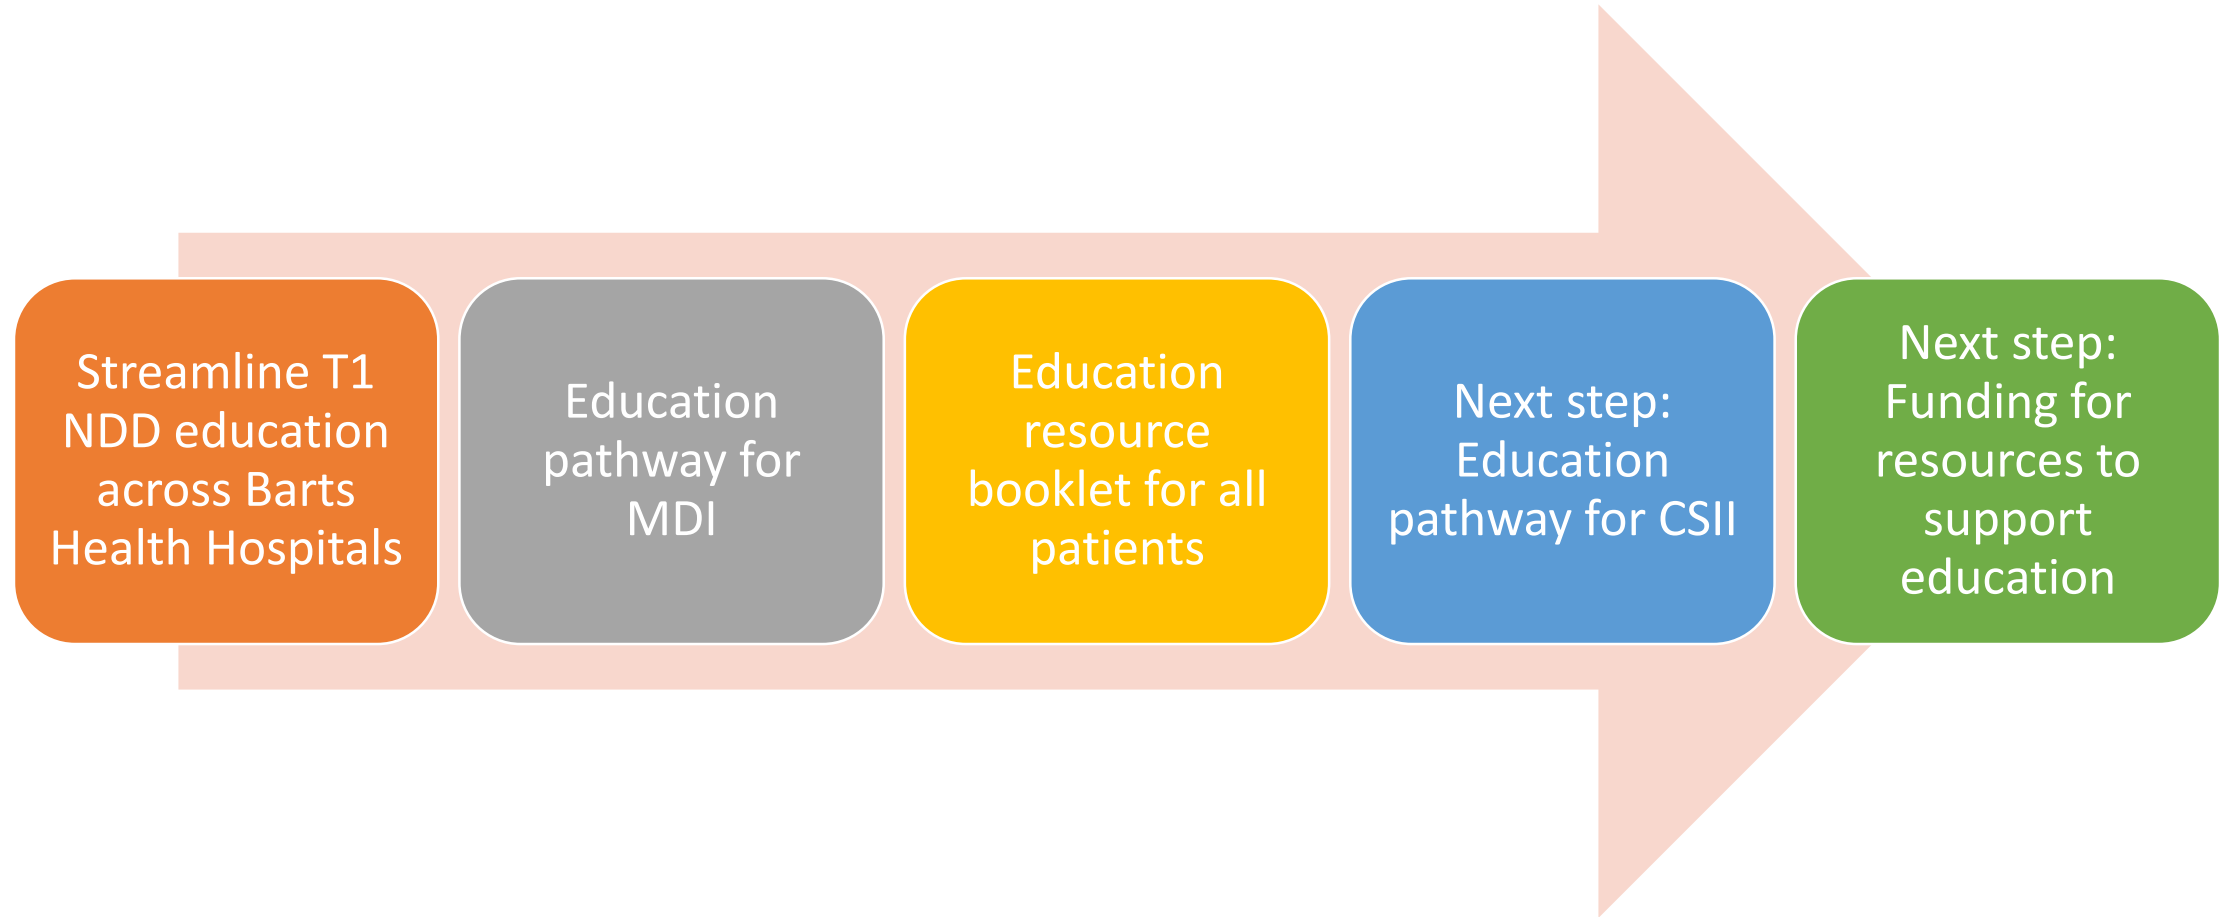 Streamline T1
NDD education
across Barts
Health Hospitals
Education
pathway for
MDI
Education
resource
booklet for all
patients
Next step:
Education
pathway for CSII
Next step:
Funding for
resources to
support
education